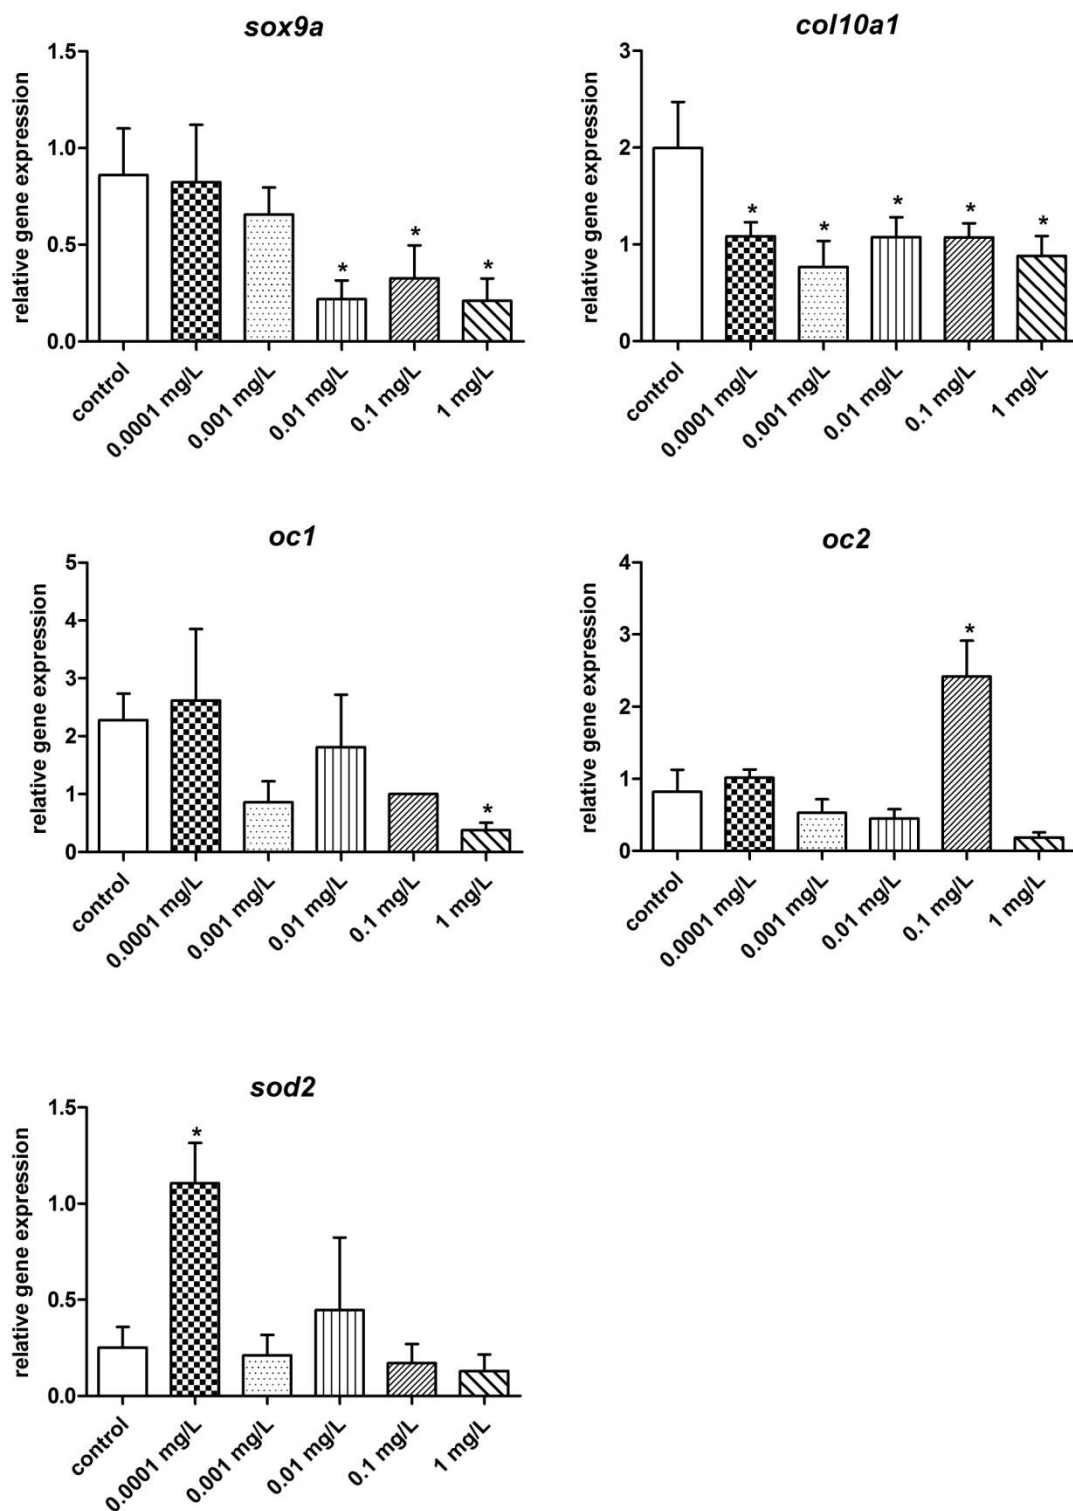 sox9a
relative gene expression
1.5
1.0
0.5
0.0
*
*
*
control
0.0001 mg/L
0.001 mg/L
0.01 mg/L
0.1 mg/L
1 mg/L
col10a1
relative gene expression
3
2
1
0
*
*
*
*
*
control
0.0001 mg/L
0.001 mg/L
0.01 mg/L
0.1 mg/L
1 mg/L
oc1
relative gene expression
5
4
3
2
1
0
*
control
0.0001 mg/L
0.001 mg/L
0.01 mg/L
0.1 mg/L
1 mg/L
oc2
relative gene expression
4
3
2
1
0
*
control
0.0001 mg/L
0.001 mg/L
0.01 mg/L
0.1 mg/L
1 mg/L
sod2
relative gene expression
1.5
1.0
0.5
0.0
*
control
0.0001 mg/L
0.001 mg/L
0.01 mg/L
0.1 mg/L
1 mg/L